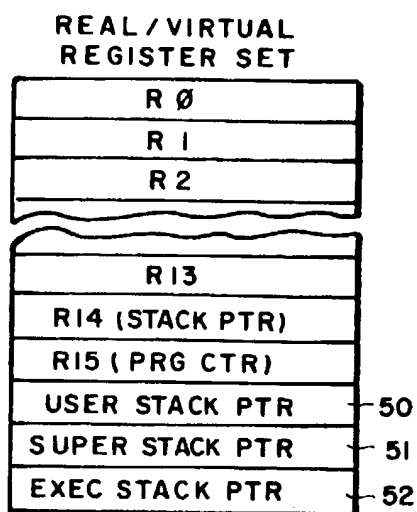 REAL/VIRTUAL
REGISTER SET
R Ø
R 1
R 2
R13
R14 (STACK PTR)
R15 ( PRG CTR)
USER STACK PTR 50
SUPER STACK PTR 51
EXEC STACK PTR 52